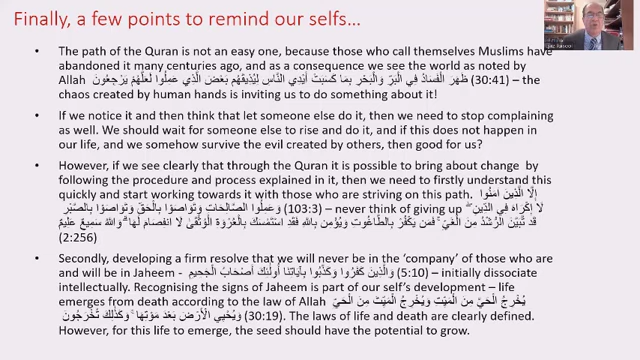 Finally, a few points to remind our selfs...
• The path of the Quran is not an easy one, because those who call themselves Muslims have
abandoned it many centuries ago, and as a consequence we see the world as noted by
Allah ظَهَرَ الْفَسَادُ فِي الْبَرِّ وَالْبَحْرِ بِمَا كَسَبَتْ أَيْدِي النَّاسِ لِيُذِيقَهُم بَعْضَ الَّذِي عَمِلُوا لَعَلَّهُمْ يَرْجِعُونَ (30:41) – the
chaos created by human hands is inviting us to do something about it!
• If we notice it and then think that let someone else do it, then we need to stop complaining
as well. We should wait for someone else to rise and do it, and if this does not happen in
our life, and we somehow survive the evil created by others, then good for us?
• However, if we see clearly that through the Quran it is possible to bring about change by
following the procedure and process explained in it, then we need to firstly understand this
quickly and start working towards it with those who are striving on this path. إِلَّا الَّذِينَ آمَنُوا
وَعَمِلُوا الصَّالِحَاتِ وَتَوَاصَوْا بِالْحَقِّ وَتَوَاصَوْا بِالصَّبْرِ (103:3) – never think of giving up لَا إِكْرَاهَ فِي الدِّينِ ۖ
قَد تَّبَيَّنَ الرُّشْدُ مِنَ الْغَيِّ ۚ فَمَن يَكْفُرْ بِالطَّاغُوتِ وَيُؤْمِن بِاللَّهِ فَقَدِ اسْتَمْسَكَ بِالْعُرْوَةِ الْوُثْقَىٰ لَا انفِصَامَ لَهَا ۗ وَاللَّهُ سَمِيعٌ عَلِيمٌ
(2:256)
• Secondly, developing a firm resolve that we will never be in the 'company' of those who are
and will be in Jaheem - وَالَّذِينَ كَفَرُوا وَكَذَّبُوا بِآيَاتِنَا أُولَٰئِكَ أَصْحَابُ الْجَحِيمِ (5:10) – initially dissociate
intellectually. Recognising the signs of Jaheem is part of our self's development – life
emerges from death according to the law of Allah يُخْرِجُ الْحَيَّ مِنَ الْمَيِّتِ وَيُخْرِجُ الْمَيِّتَ مِنَ الْحَيِّ
وَيُحْيِي الْأَرْضَ بَعْدَ مَوْتِهَا ۚ وَكَذَٰلِكَ تُخْرَجُونَ (30:19). The laws of life and death are clearly defined.
However, for this life to emerge, the seed should have the potential to grow.